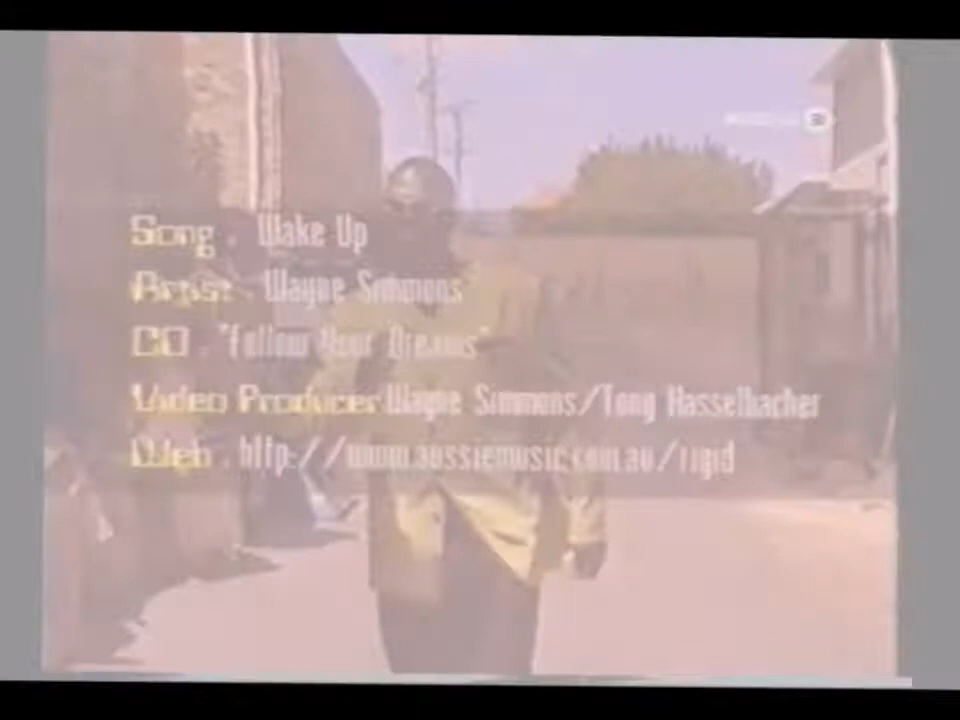 Song . Wake Up
Artist . Wayne Simmons
CD . "Follow Your Dreams"
Video Producer Wayne Simmons/Tony Hasselbacher
Web . http://www.aussiemusic.com.au/rigid